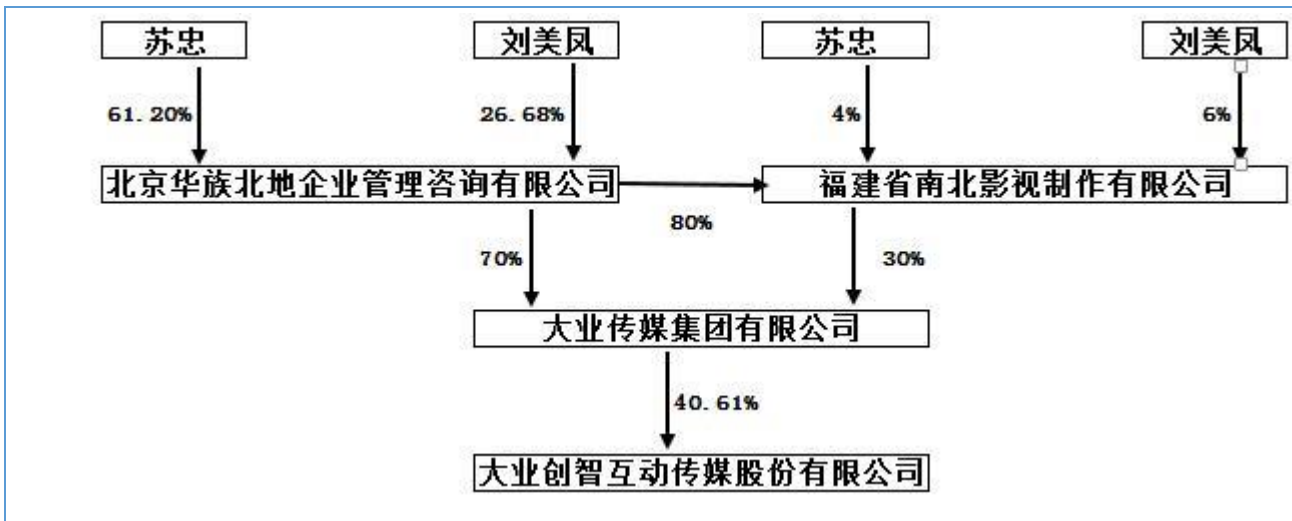 苏忠
刘美凤
苏忠
刘美凤
61.20%
26.68%
4%
6%
北京华族北地企业管理咨询有限公司
福建省南北影视制作有限公司
80%
70%
30%
大业传媒集团有限公司
40.61%
大业创智互动传媒股份有限公司